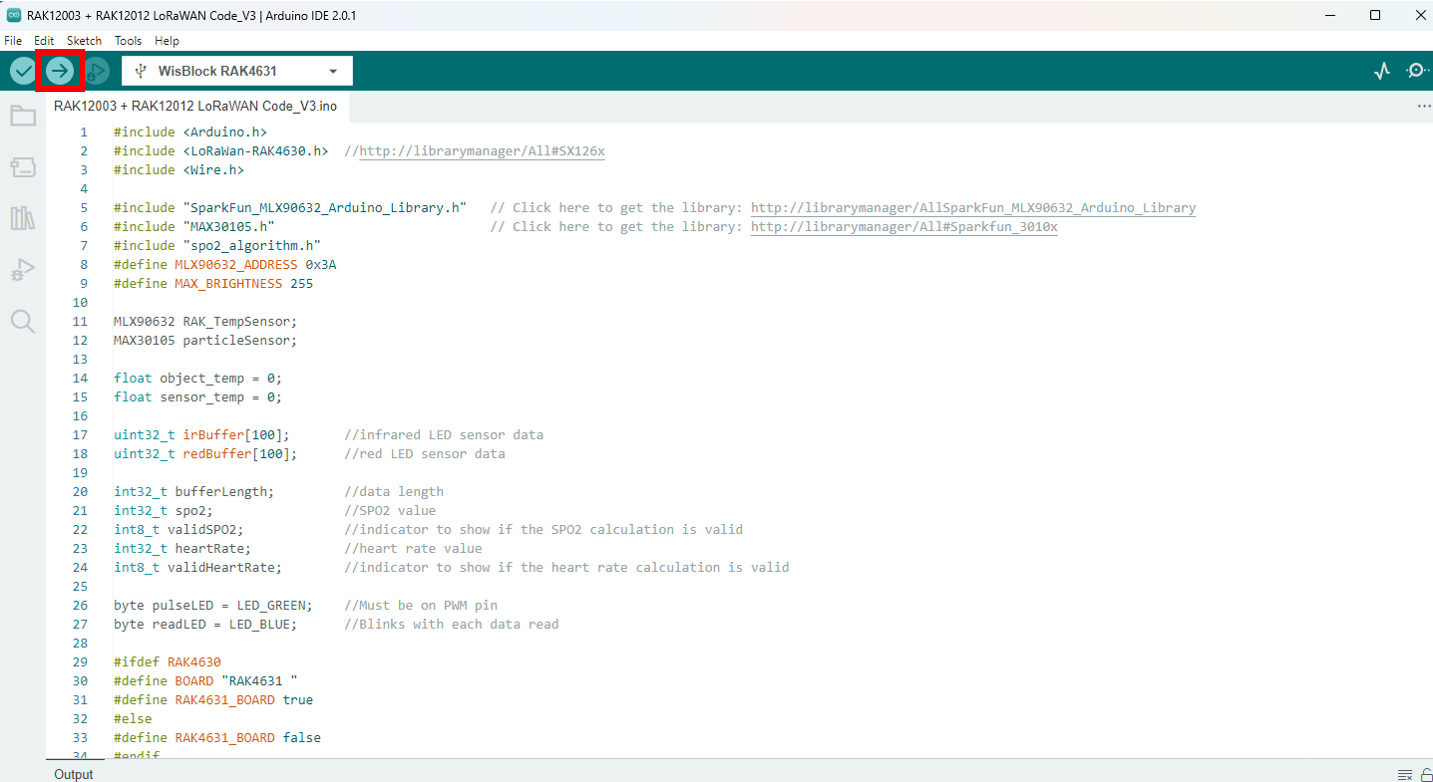 RAK12003 + RAK12012 LoRaWAN Code_V3 | Arduino IDE 2.0.1
File Edit Sketch Tools Help
WisBlock RAK4631
RAK12003 + RAK12012 LoRaWAN Code_V3.ino
1 #include <Arduino.h>
2 #include <LoRaWan-RAK4630.h> //http://librarymanager/All#SX126x
3 #include <Wire.h>
4
5 #include "SparkFun_MLX90632_Arduino_Library.h" // Click here to get the library: http://librarymanager/AllSparkFun_MLX90632_Arduino_Library
6 #include "MAX30105.h" // Click here to get the library: http://librarymanager/All#Sparkfun_3010x
7 #include "spo2_algorithm.h"
8 #define MLX90632_ADDRESS 0x3A
9 #define MAX_BRIGHTNESS 255
10
11 MLX90632 RAK_TempSensor;
12 MAX30105 particleSensor;
13
14 float object_temp = 0;
15 float sensor_temp = 0;
16
17 uint32_t irBuffer[100]; //infrared LED sensor data
18 uint32_t redBuffer[100]; //red LED sensor data
19
20 int32_t bufferLength; //data length
21 int32_t spo2; //SPO2 value
22 int8_t validSPO2; //indicator to show if the SPO2 calculation is valid
23 int32_t heartRate; //heart rate value
24 int8_t validHeartRate; //indicator to show if the heart rate calculation is valid
25
26 byte pulseLED = LED_GREEN; //Must be on PWM pin
27 byte readLED = LED_BLUE; //Blinks with each data read
28
29 #ifdef RAK4630
30 #define BOARD "RAK4631 "
31 #define RAK4631_BOARD true
32 #else
33 #define RAK4631_BOARD false
34 #endif
Output